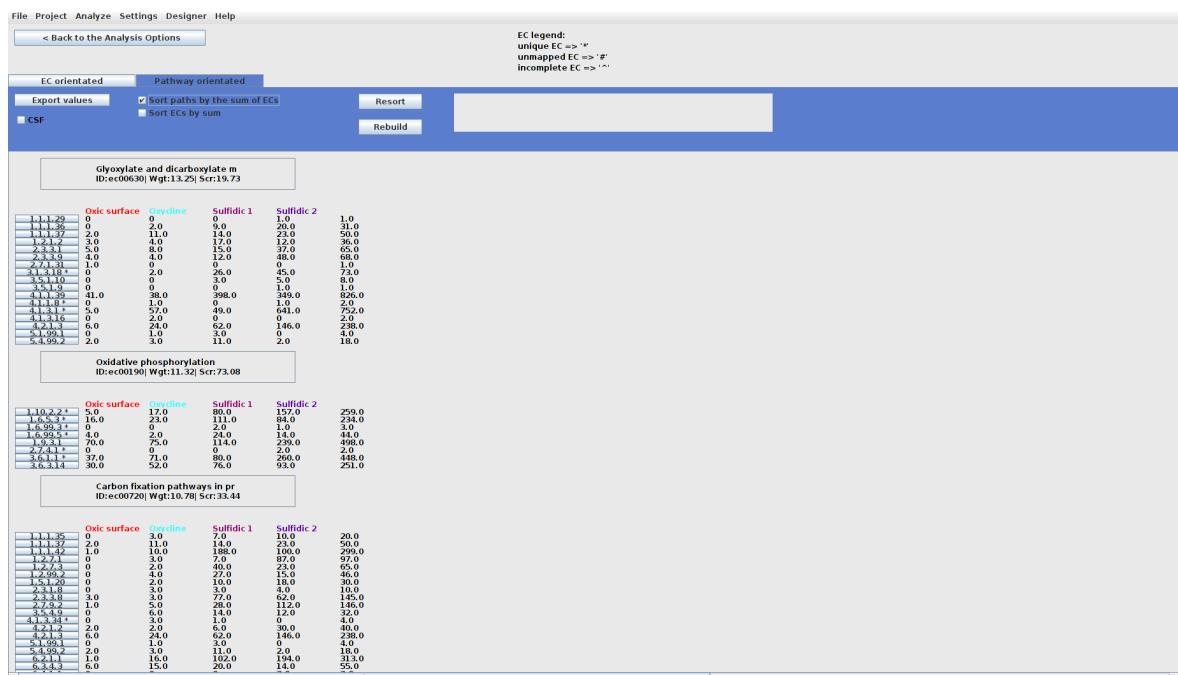 File Project Analyze Settings Designer Help
< Back to the Analysis Options
EC legend:
unique EC => '*'
unmapped EC => '#'
incomplete EC => '^'
EC orientated Pathway orientated
Export values Sort paths by the sum of ECs Resort
Sort ECs by sum
CSF Rebuild
Glyoxylate and dicarboxylate m
ID:ec00630| Wgt:13.25| Scr:19.73
Oxic surface Oxycline Sulfidic 1 Sulfidic 2
1.1.1.29 0 0 0 1.0 1.0
1.1.1.36 0 2.0 9.0 20.0 31.0
1.1.1.37 2.0 11.0 14.0 23.0 50.0
1.2.1.2 3.0 4.0 17.0 12.0 36.0
2.3.3.1 5.0 8.0 15.0 37.0 65.0
2.3.3.9 4.0 4.0 12.0 48.0 68.0
2.7.1.31 1.0 0 0 0 1.0
3.1.3.18 * 0 2.0 26.0 45.0 73.0
3.5.1.10 0 0 3.0 5.0 8.0
3.5.1.9 0 0 0 1.0 1.0
4.1.1.39 41.0 38.0 398.0 349.0 826.0
4.1.1.8 * 0 1.0 0 1.0 2.0
4.1.3.1 * 5.0 57.0 49.0 641.0 752.0
4.1.3.16 0 2.0 0 0 2.0
4.2.1.3 6.0 24.0 62.0 146.0 238.0
5.1.99.1 0 1.0 3.0 0 4.0
5.4.99.2 2.0 3.0 11.0 2.0 18.0
Oxidative phosphorylation
ID:ec00190| Wgt:11.32| Scr:73.08
Oxic surface Oxycline Sulfidic 1 Sulfidic 2
1.10.2.2 * 5.0 17.0 80.0 157.0 259.0
1.6.5.3 * 16.0 23.0 111.0 84.0 234.0
1.6.99.3 * 0 0 2.0 1.0 3.0
1.6.99.5 * 4.0 2.0 24.0 14.0 44.0
1.9.3.1 70.0 75.0 114.0 239.0 498.0
2.7.4.1 * 0 0 0 2.0 2.0
3.6.1.1 * 37.0 71.0 80.0 260.0 448.0
3.6.3.14 30.0 52.0 76.0 93.0 251.0
Carbon fixation pathways in pr
ID:ec00720| Wgt:10.78| Scr:33.44
Oxic surface Oxycline Sulfidic 1 Sulfidic 2
1.1.1.35 0 3.0 7.0 10.0 20.0
1.1.1.37 2.0 11.0 14.0 23.0 50.0
1.1.1.42 1.0 10.0 188.0 100.0 299.0
1.2.7.1 0 3.0 7.0 87.0 97.0
1.2.7.3 0 2.0 40.0 23.0 65.0
1.2.99.2 0 4.0 27.0 15.0 46.0
1.5.1.20 0 2.0 10.0 18.0 30.0
2.3.1.8 0 3.0 3.0 4.0 10.0
2.3.3.8 3.0 3.0 77.0 62.0 145.0
2.7.9.2 1.0 5.0 28.0 112.0 146.0
3.5.4.9 0 6.0 14.0 12.0 32.0
4.1.3.34 * 0 3.0 1.0 0 4.0
4.2.1.2 2.0 2.0 6.0 30.0 40.0
4.2.1.3 6.0 24.0 62.0 146.0 238.0
5.1.99.1 0 1.0 3.0 0 4.0
5.4.99.2 2.0 3.0 11.0 2.0 18.0
6.2.1.1 1.0 16.0 102.0 194.0 313.0
6.3.4.3 6.0 15.0 20.0 14.0 55.0